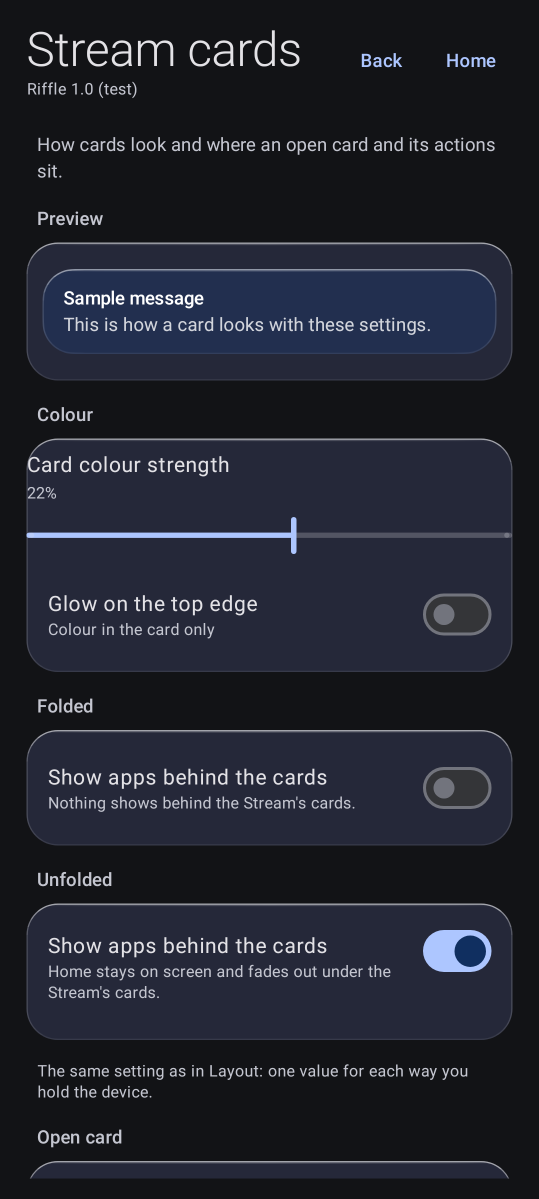 Stream cards
Back
Home
Riffle 1.0 (test)
How cards look and where an open card and its actions
sit.
Preview
Sample message
This is how a card looks with these settings.
Colour
Card colour strength
22%
Glow on the top edge
Colour in the card only
Folded
Show apps behind the cards
Nothing shows behind the Stream's cards.
Unfolded
Show apps behind the cards
Home stays on screen and fades out under the
Stream's cards.
The same setting as in Layout: one value for each way you
hold the device.
Open card